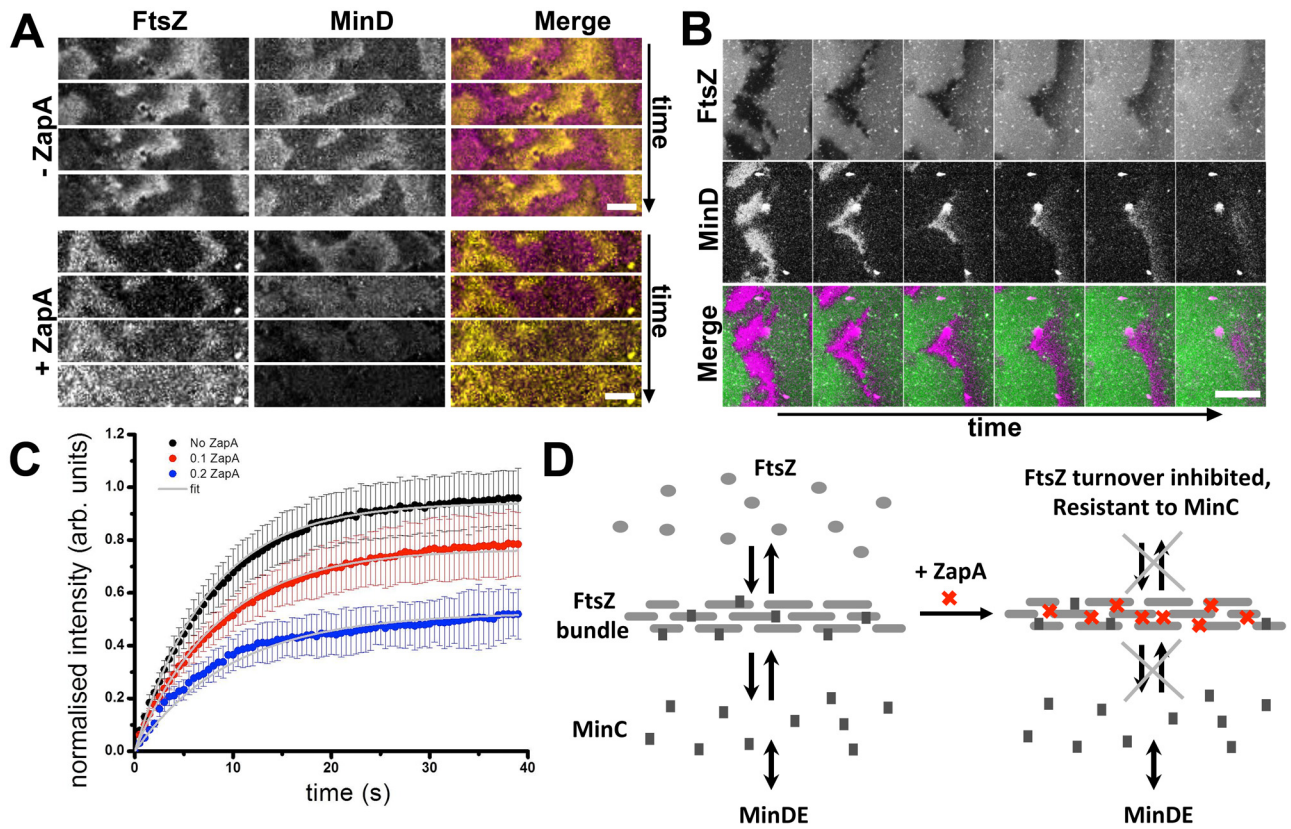 A
FtsZ
MinD
Merge
- ZapA
time
+ ZapA
time
B
FtsZ
MinD
Merge
time
C
normalised intensity (arb. units)
1.2
1.0
0.8
0.6
0.4
0.2
0.0
No ZapA
0.1 ZapA
0.2 ZapA
fit
0
10
20
30
40
time (s)
D
FtsZ
FtsZ
bundle
MinC
MinDE
+ ZapA
FtsZ turnover inhibited,
Resistant to MinC
MinDE